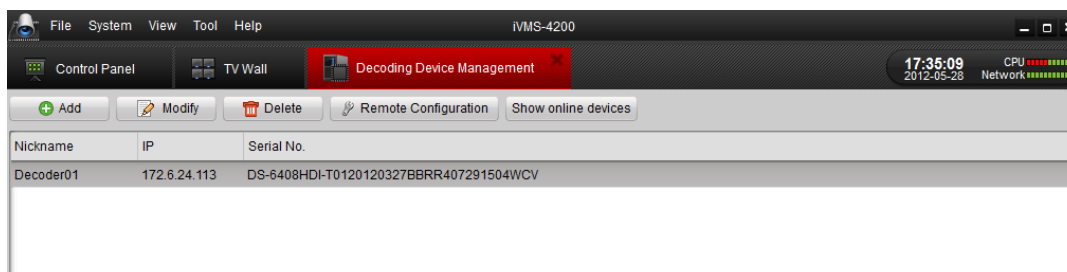 File System View Tool Help iVMS-4200
Control Panel TV Wall Decoding Device Management 17:35:09 CPU
2012-05-28 Network
Add Modify Delete Remote Configuration Show online devices
Nickname IP Serial No.
Decoder01 172.6.24.113 DS-6408HDI-T0120120327BBRR407291504WCV